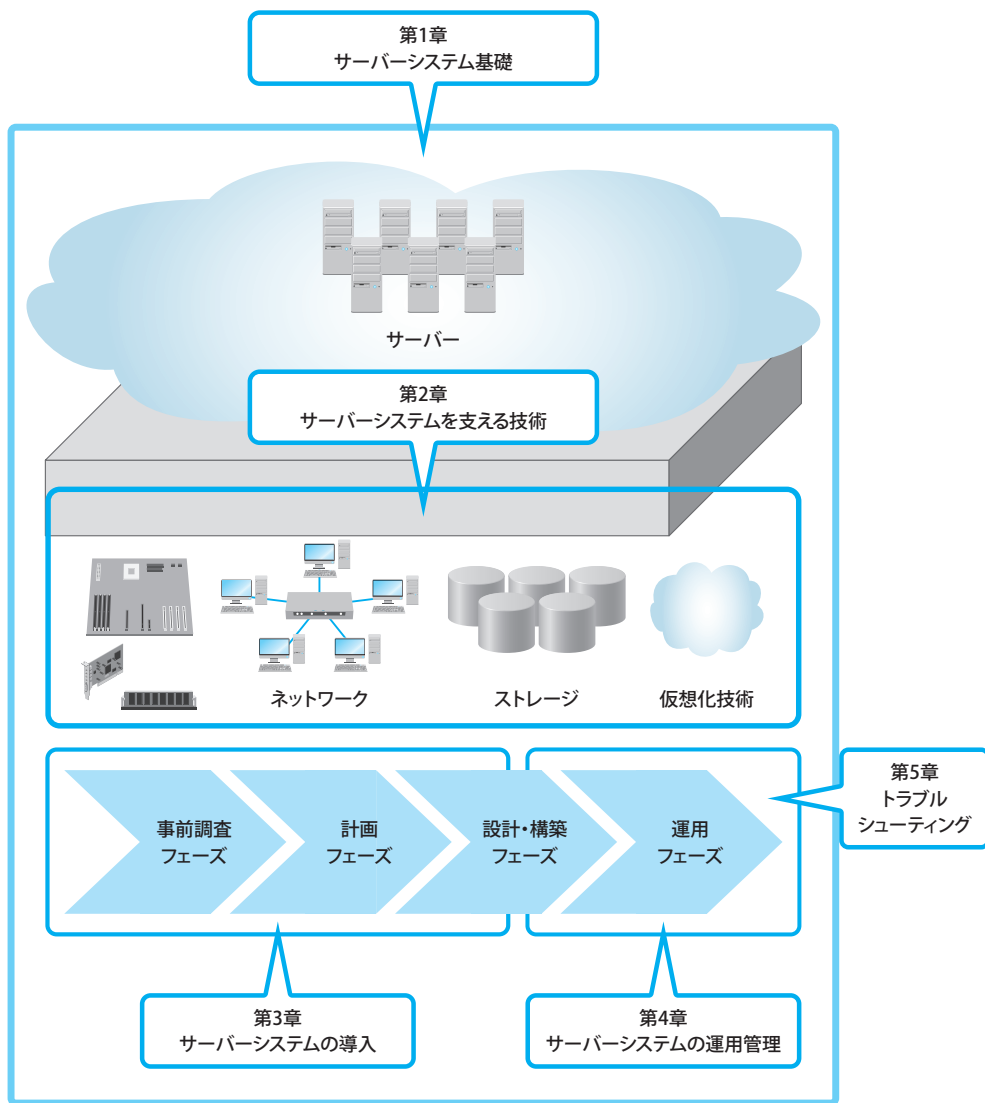 第1章
サーバーシステム基礎
サーバー
第2章
サーバーシステムを支える技術
ネットワーク
ストレージ
仮想化技術
事前調査
フェーズ
計画
フェーズ
設計・構築
フェーズ
運用
フェーズ
第5章
トラブル
シューティング
第3章
サーバーシステムの導入
第4章
サーバーシステムの運用管理